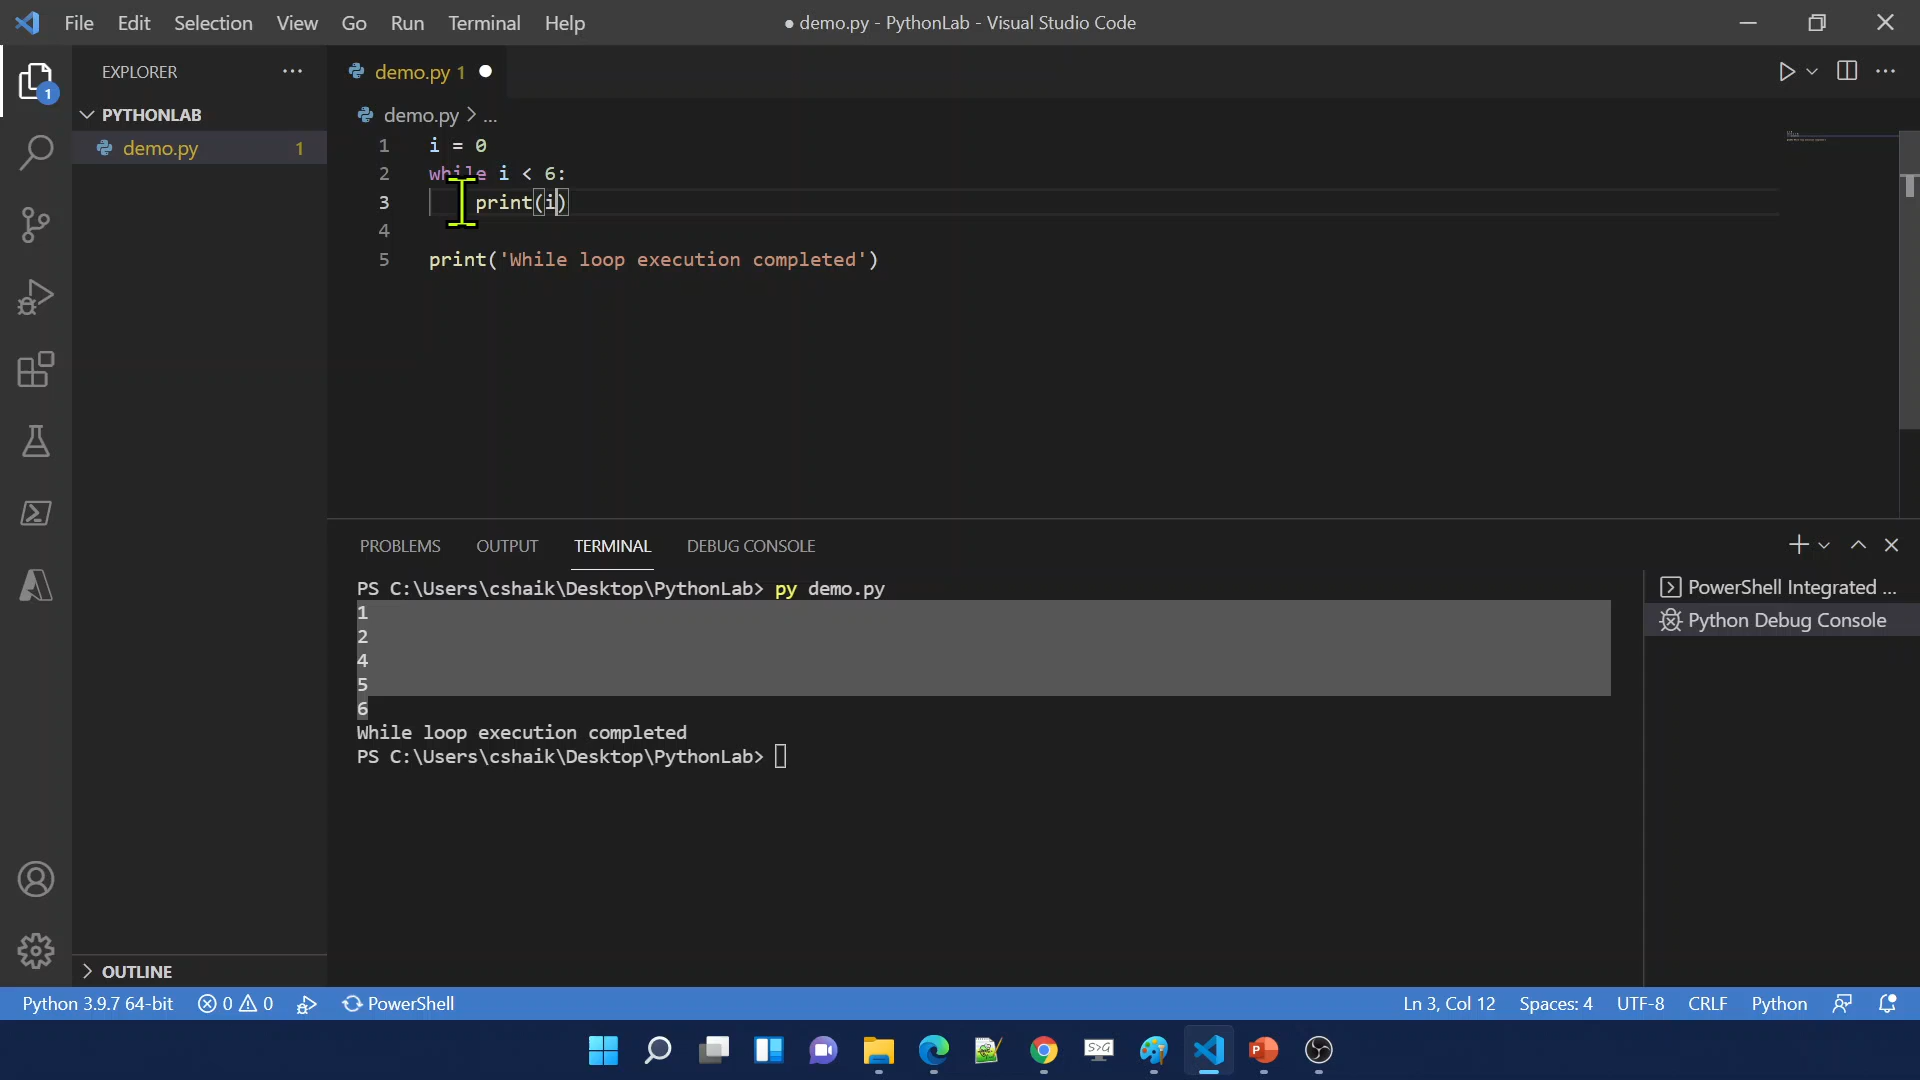 File Edit Selection View Go Run Terminal Help
● demo.py - PythonLab - Visual Studio Code
EXPLORER
1
PYTHONLAB
demo.py 1
demo.py 1
demo.py > ...
1 i = 0
2 while i < 6:
3 print(i)
4
5 print('While loop execution completed')
PROBLEMS OUTPUT TERMINAL DEBUG CONSOLE
PS C:\Users\cshaik\Desktop\PythonLab> py demo.py
1
2
4
5
6
While loop execution completed
PS C:\Users\cshaik\Desktop\PythonLab>
PowerShell Integrated ...
Python Debug Console
OUTLINE
Python 3.9.7 64-bit 0 0 PowerShell
Ln 3, Col 12 Spaces: 4 UTF-8 CRLF Python
S>G